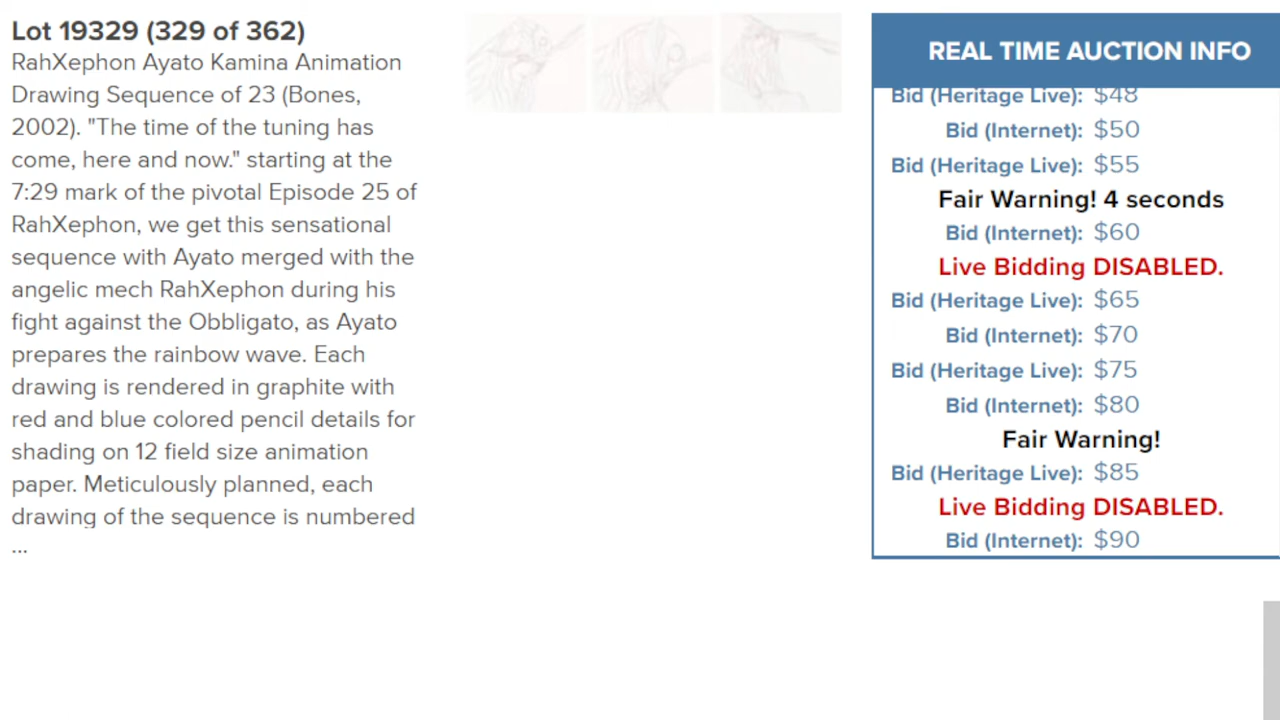 Lot 19329 (329 of 362)
RahXephon Ayato Kamina Animation
Drawing Sequence of 23 (Bones,
2002). "The time of the tuning has
come, here and now." starting at the
7:29 mark of the pivotal Episode 25 of
RahXephon, we get this sensational
sequence with Ayato merged with the
angelic mech RahXephon during his
fight against the Obbligato, as Ayato
prepares the rainbow wave. Each
drawing is rendered in graphite with
red and blue colored pencil details for
shading on 12 field size animation
paper. Meticulously planned, each
drawing of the sequence is numbered
...
REAL TIME AUCTION INFO
Bid (Heritage Live): $48
Bid (Internet): $50
Bid (Heritage Live): $55
Fair Warning! 4 seconds
Bid (Internet): $60
Live Bidding DISABLED.
Bid (Heritage Live): $65
Bid (Internet): $70
Bid (Heritage Live): $75
Bid (Internet): $80
Fair Warning!
Bid (Heritage Live): $85
Live Bidding DISABLED.
Bid (Internet): $90